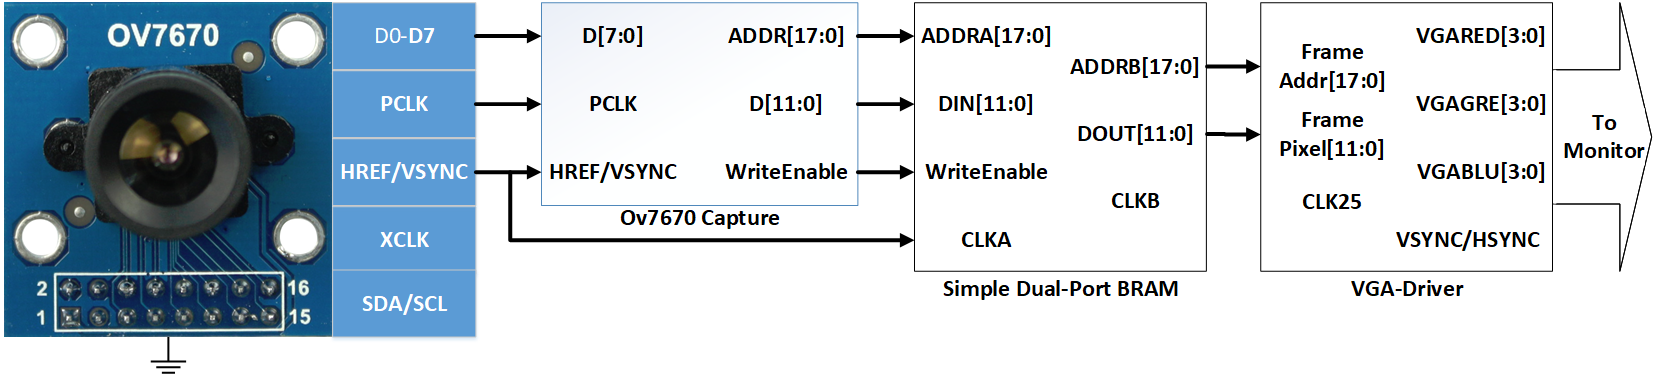 OV7670
2
16
1
15
D0-D7
PCLK
HREF/VSYNC
XCLK
SDA/SCL
D[7:0]
PCLK
HREF/VSYNC
ADDR[17:0]
D[11:0]
WriteEnable
Ov7670 Capture
ADDRA[17:0]
DIN[11:0]
WriteEnable
CLKA
ADDRB[17:0]
DOUT[11:0]
CLKB
Simple Dual-Port BRAM
Frame
Addr[17:0]
Frame
Pixel[11:0]
CLK25
VGARED[3:0]
VGAGRE[3:0]
VGABLU[3:0]
VSYNC/HSYNC
VGA-Driver
To
Monitor